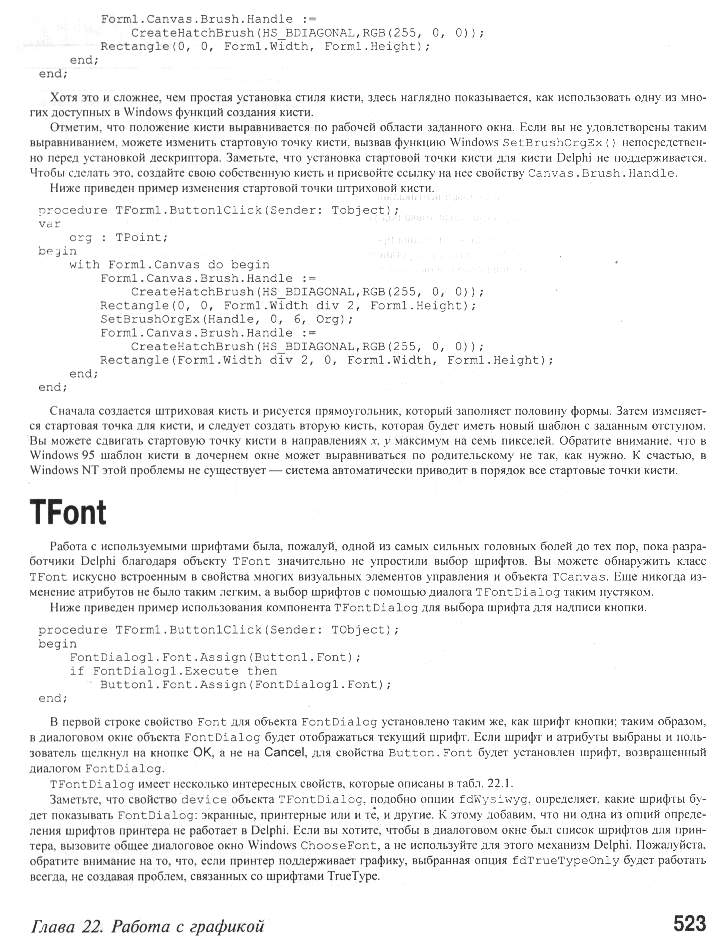 Form1.Canvas.Brush.Handle :=
CreateHatchBrush(HS_BDIAGONAL,RGB(255, 0, 0));
Rectangle(0, 0, Form1.Width, Form1.Height);
end;
end;
Хотя это и сложнее, чем простая установка стиля кисти, здесь наглядно показывается, как использовать одну из мно-
гих доступных в Windows функций создания кисти.
Отметим, что положение кисти выравнивается по рабочей области заданного окна. Если вы не удовлетворены таким
выравниванием, можете изменить стартовую точку кисти, вызвав функцию Windows SetBrushOrgEx() непосредствен-
но перед установкой дескриптора. Заметьте, что установка стартовой точки кисти для кисти Delphi не поддерживается.
Чтобы сделать это, создайте свою собственную кисть и присвойте ссылку на нее свойству Canvas.Brush.Handle.
Ниже приведен пример изменения стартовой точки штриховой кисти.
procedure TForm1.Button1Click(Sender: Tobject);
var
org : TPoint;
begin
with Form1.Canvas do begin
Form1.Canvas.Brush.Handle :=
CreateHatchBrush(HS_BDIAGONAL,RGB(255, 0, 0));
Rectangle(0, 0, Form1.Width div 2, Form1.Height);
SetBrushOrgEx(Handle, 0, 6, Org);
Form1.Canvas.Brush.Handle :=
CreateHatchBrush(HS_BDIAGONAL,RGB(255, 0, 0));
Rectangle(Form1.Width div 2, 0, Form1.Width, Form1.Height);
end;
end;
Сначала создается штриховая кисть и рисуется прямоугольник, который заполняет половину формы. Затем изменяет-
ся стартовая точка для кисти, и следует создать вторую кисть, которая будет иметь новый шаблон с заданным отступом.
Вы можете сдвигать стартовую точку кисти в направлениях x, y максимум на семь пикселей. Обратите внимание, что в
Windows 95 шаблон кисти в дочернем окне может выравниваться по родительскому не так, как нужно. К счастью, в
Windows NT этой проблемы не существует — система автоматически приводит в порядок все стартовые точки кисти.
TFont
Работа с используемыми шрифтами была, пожалуй, одной из самых сильных головных болей до тех пор, пока разра-
ботчики Delphi благодаря объекту TFont значительно не упростили выбор шрифтов. Вы можете обнаружить класс
TFont искусно встроенным в свойства многих визуальных элементов управления и объекта TCanvas. Еще никогда из-
менение атрибутов не было таким легким, а выбор шрифтов с помощью диалога TFontDialog таким пустяком.
Ниже приведен пример использования компонента TFontDialog для выбора шрифта для надписи кнопки.
procedure TForm1.Button1Click(Sender: TObject);
begin
FontDialog1.Font.Assign(Button1.Font);
if FontDialog1.Execute then
Button1.Font.Assign(FontDialog1.Font);
end;
В первой строке свойство Font для объекта FontDialog установлено таким же, как шрифт кнопки; таким образом,
в диалоговом окне объекта FontDialog будет отображаться текущий шрифт. Если шрифт и атрибуты выбраны и поль-
зователь щелкнул на кнопке OK, а не на Cancel, для свойства Button.Font будет установлен шрифт, возвращенный
диалогом FontDialog.
TFontDialog имеет несколько интересных свойств, которые описаны в табл. 22.1.
Заметьте, что свойство device объекта TFontDialog, подобно опции fdWysiwyg, определяет, какие шрифты бу-
дет показывать FontDialog: экранные, принтерные или и те, и другие. К этому добавим, что ни одна из опций опреде-
ления шрифтов принтера не работает в Delphi. Если вы хотите, чтобы в диалоговом окне был список шрифтов для прин-
тера, вызовите общее диалоговое окно Windows ChooseFont, а не используйте для этого механизм Delphi. Пожалуйста,
обратите внимание на то, что, если принтер поддерживает графику, выбранная опция fdTrueTypeOnly будет работать
всегда, не создавая проблем, связанных со шрифтами TrueType.
Глава 22. Работа с графикой
523